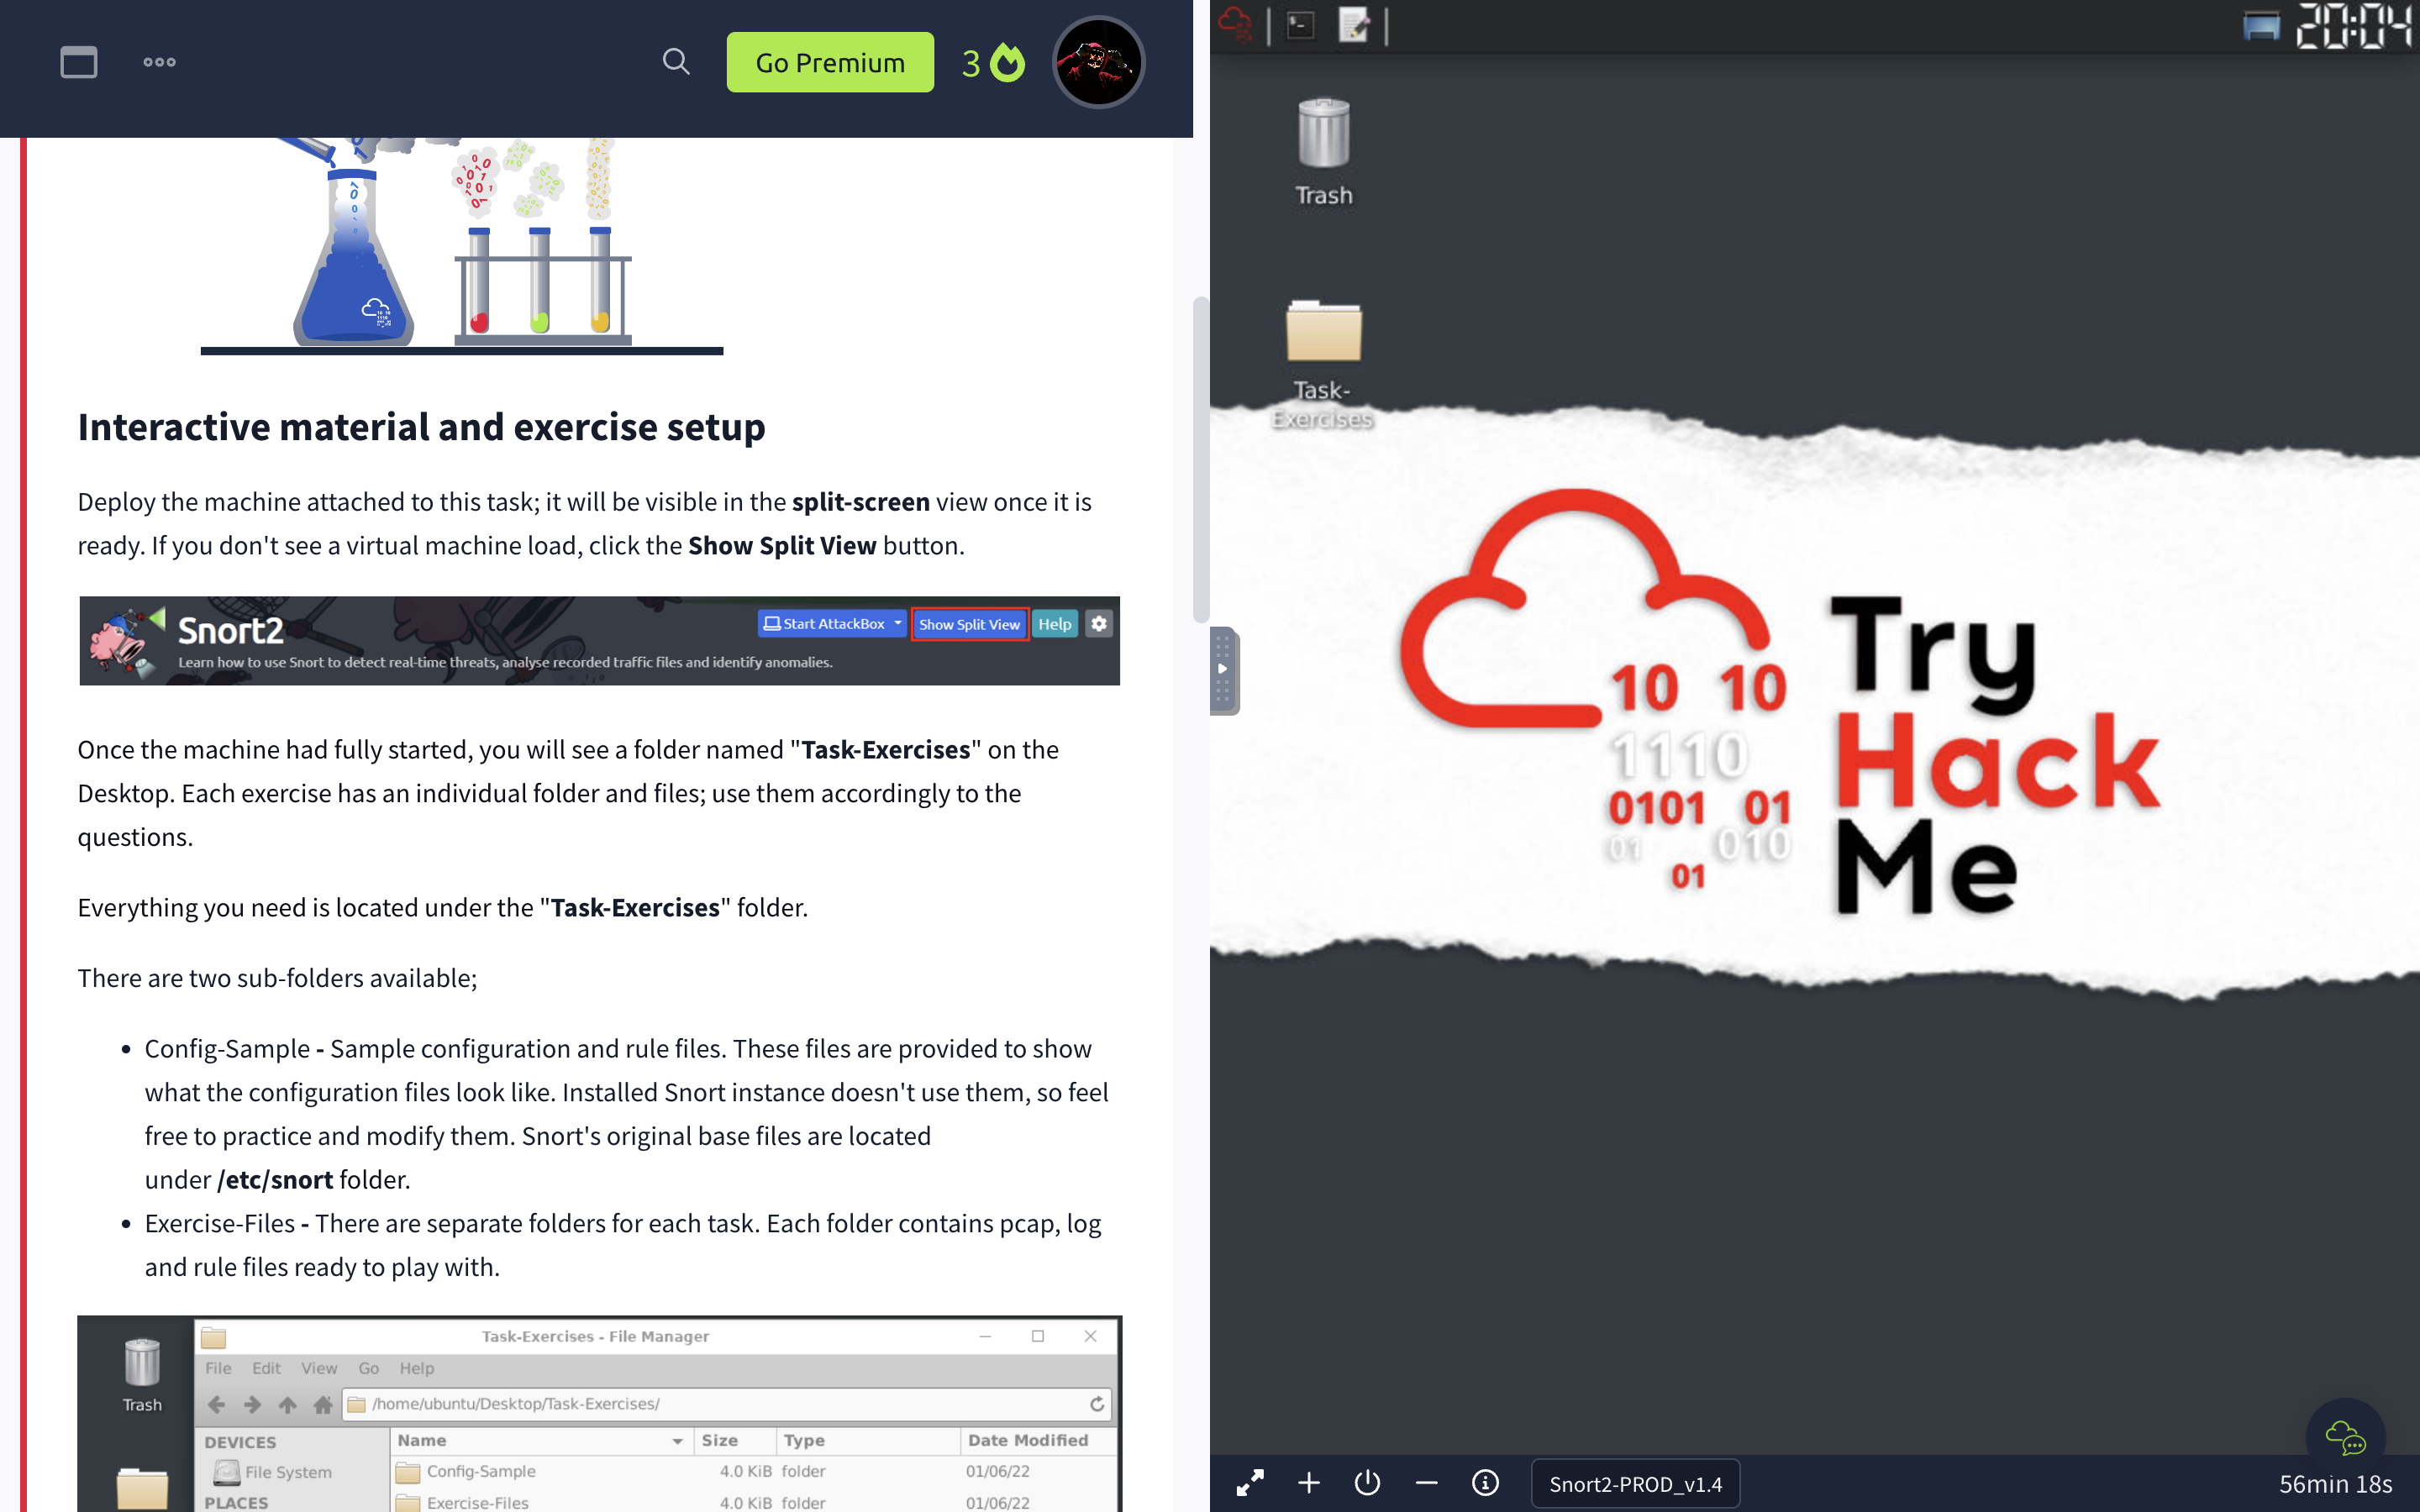 Go Premium
3
Interactive material and exercise setup
Deploy the machine attached to this task; it will be visible in the split-screen view once it is
ready. If you don't see a virtual machine load, click the Show Split View button.
Snort2
Start AttackBox
Show Split View
Help
Learn how to use Snort to detect real-time threats, analyse recorded traffic files and identify anomalies.
Once the machine had fully started, you will see a folder named "Task-Exercises" on the
Desktop. Each exercise has an individual folder and files; use them accordingly to the
questions.
Everything you need is located under the "Task-Exercises" folder.
There are two sub-folders available;
• Config-Sample - Sample configuration and rule files. These files are provided to show
what the configuration files look like. Installed Snort instance doesn't use them, so feel
free to practice and modify them. Snort's original base files are located
under /etc/snort folder.
• Exercise-Files - There are separate folders for each task. Each folder contains pcap, log
and rule files ready to play with.
Trash
Task-Exercises - File Manager
File Edit View Go Help
/home/ubuntu/Desktop/Task-Exercises/
DEVICES
File System
PLACES
Name Size Type Date Modified
Config-Sample 4.0 KiB folder 01/06/22
Exercise-Files 4.0 KiB folder 01/06/22
20:04
Trash
Task-
Exercises
10 10
1110
0101 01
01 010
01
Try
Hack
Me
Snort2-PROD_v1.4
56min 18s